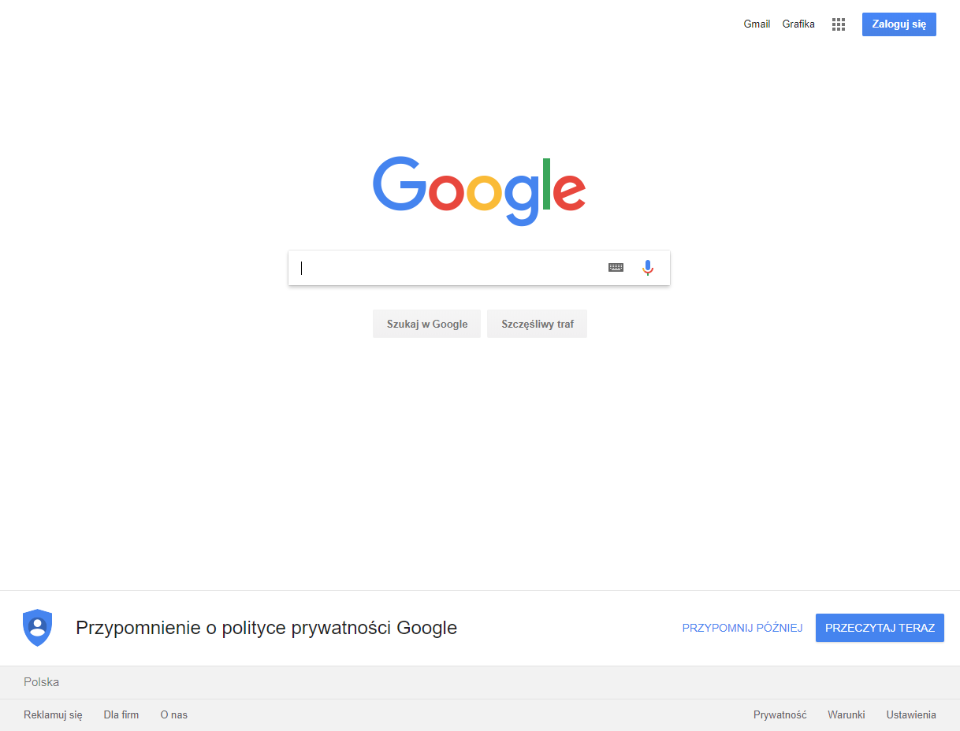 Gmail Grafika Zaloguj się
Google
Szukaj w Google Szczęśliwy traf
Przypomnienie o polityce prywatności Google PRZYPOMNIJ PÓŹNIEJ PRZECZYTAJ TERAZ
Polska
Reklamuj się Dla firm O nas Prywatność Warunki Ustawienia